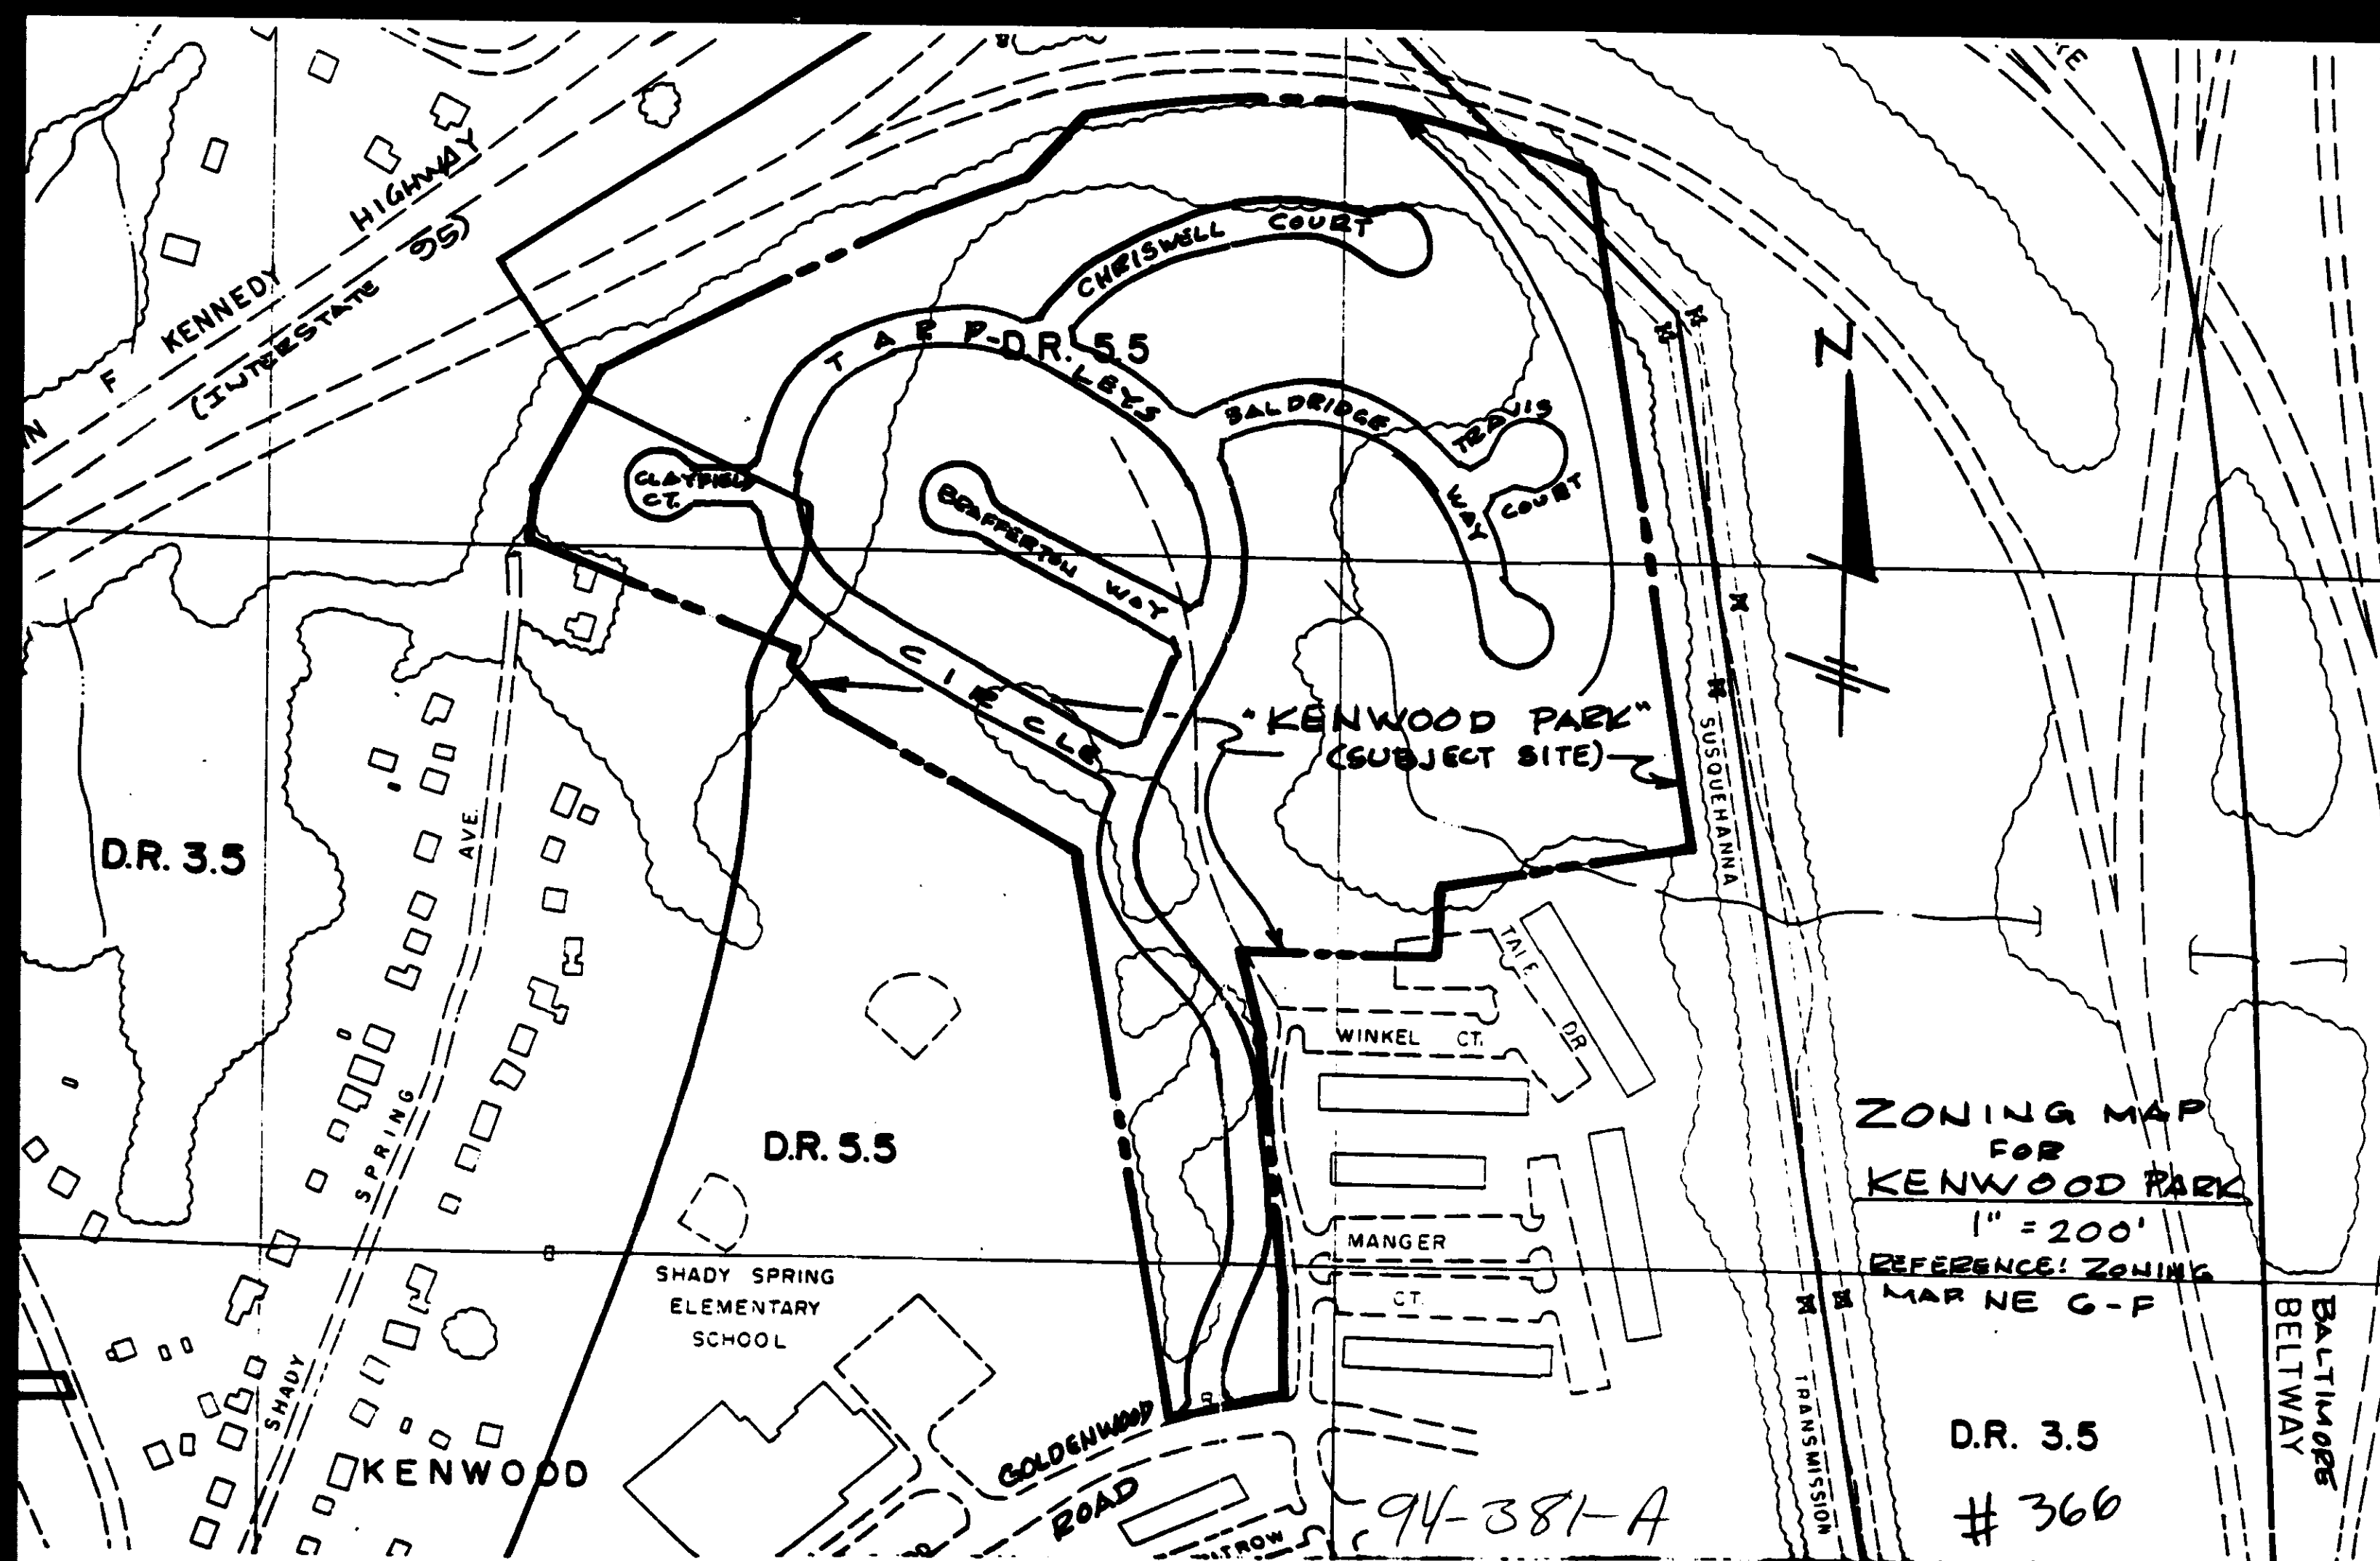 HIGHWAY
KENNEDY
F
(INTERSTATE 95)
CHRISWELL COURT
TARP-
LEYS
D.R. 5.5
BALDRIDGE
WAY
TRAVIS
COURT
N
CLAYFIELD
CT.
BRAFFERTON WAY
CIRCLE
"KENWOOD PARK"
(SUBJECT SITE)
SUSQUEHANNA
TRANSMISSION
D.R. 3.5
AVE.
SPRING
SHADY
D.R. 5.5
WINKEL CT.
DR
MANGER
CT.
SHADY SPRING
ELEMENTARY
SCHOOL
ZONING MAP
FOR
KENWOOD PARK
1" = 200'
REFERENCE: ZONING
MAP NE 6-F
BALTIMORE
BELTWAY
D.R. 3.5
# 366
KENWOOD
GOLDENWOOD
ROAD
94-381-A